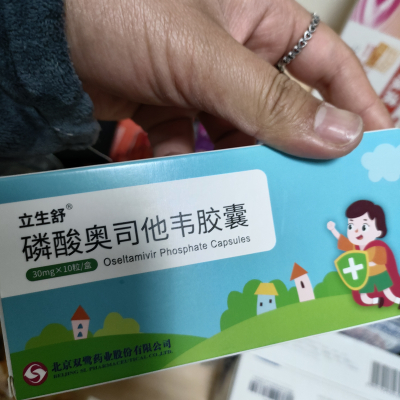 立生舒®
磷酸奥司他韦胶囊
30mg×10粒/盒
Oseltamivir Phosphate Capsules
北京双鹭药业股份有限公司